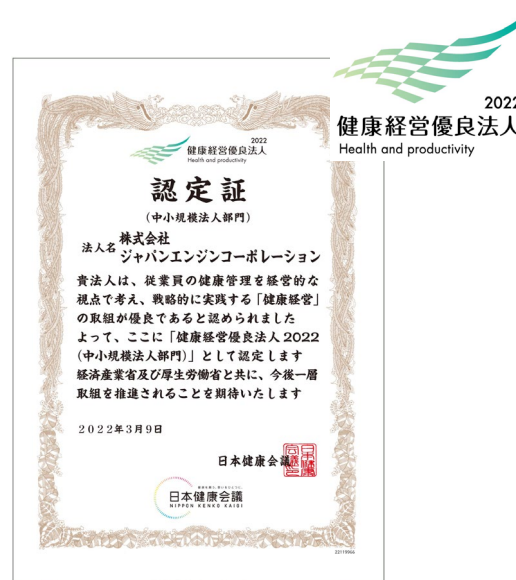 2022
健康経営優良法人
Health and productivity
2022
健康経営優良法人
Health and productivity
認定証
(中小規模法人部門)
法人名 株式会社
ジャパンエンジンコーポレーション
貴法人は、従業員の健康管理を経営的な
視点で考え、戦略的に実践する「健康経営」
の取組が優良であると認められました
よって、ここに「健康経営優良法人2022
(中小規模法人部門)」として認定します
経済産業省及び厚生労働省と共に、今後一層
取組を推進されることを期待いたします
2022年3月9日
日本健康会議
日本健康会議
NIPPON KENKO KAIGI